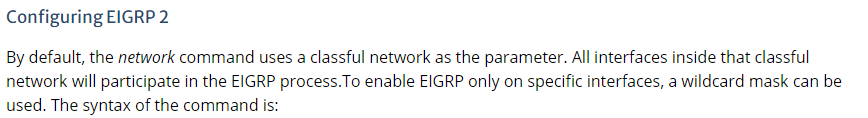 Configuring EIGRP 2
By default, the network command uses a classful network as the parameter. All interfaces inside that classful
network will participate in the EIGRP process.To enable EIGRP only on specific interfaces, a wildcard mask can be
used. The syntax of the command is: